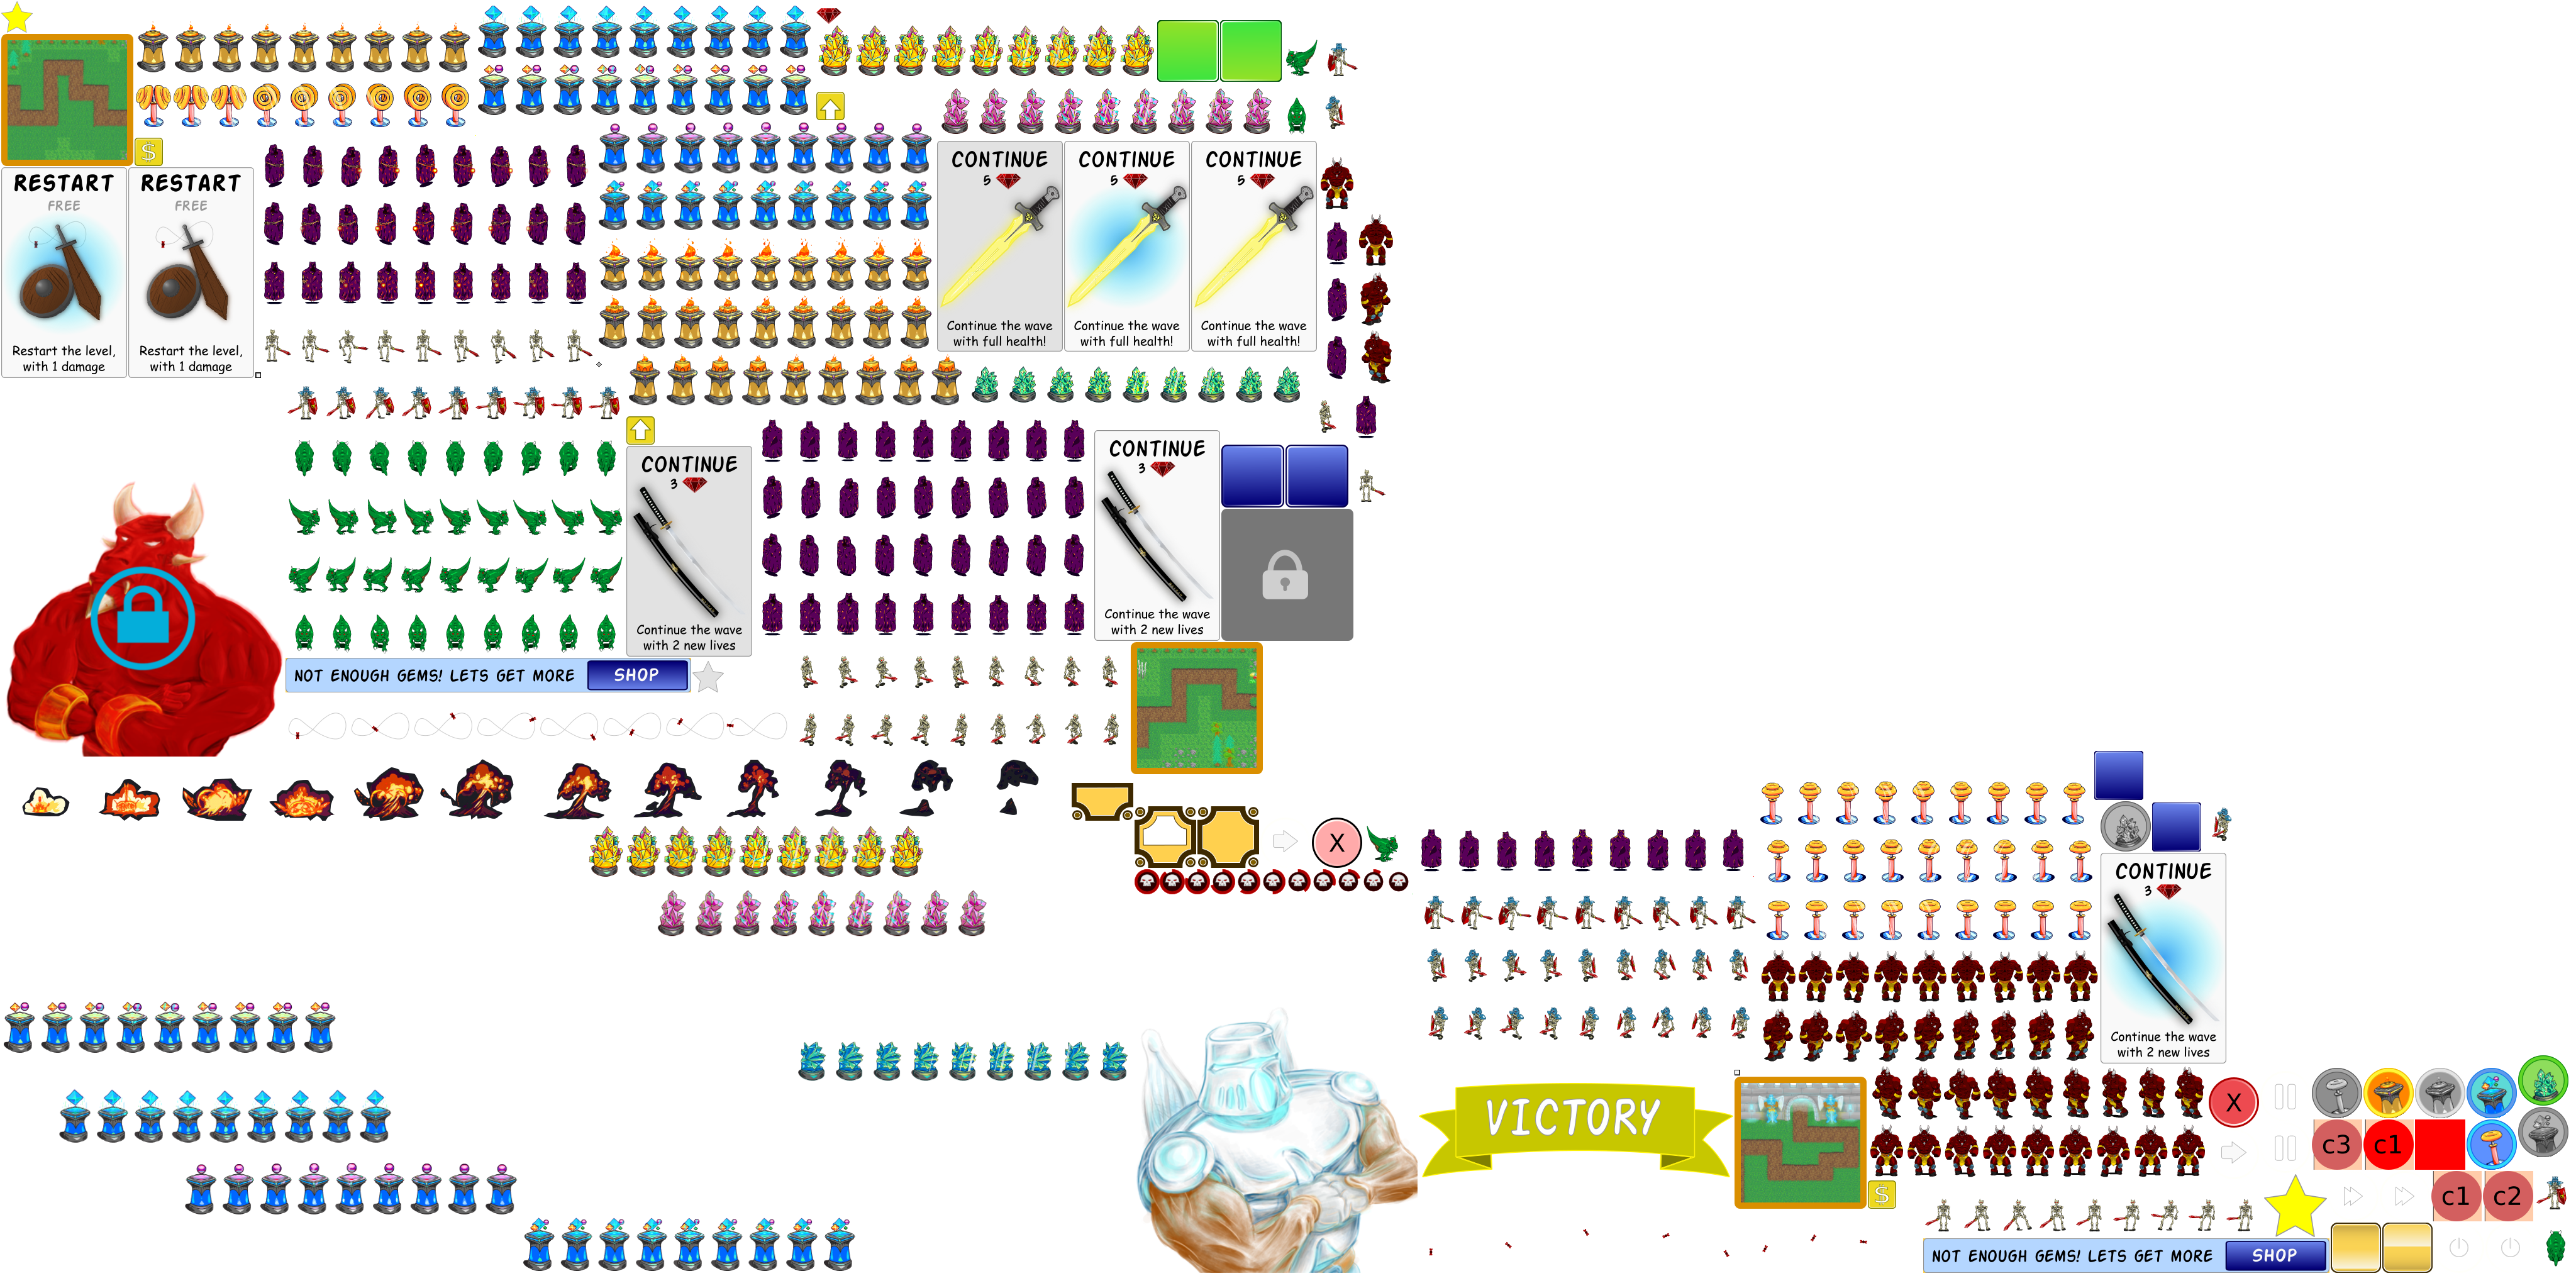 S
RESTART
FREE
Restart the level,
with 1 damage
RESTART
FREE
Restart the level,
with 1 damage
CONTINUE
5
Continue the wave
with full health!
CONTINUE
5
Continue the wave
with full health!
CONTINUE
5
Continue the wave
with full health!
CONTINUE
3
Continue the wave
with 2 new lives
CONTINUE
3
Continue the wave
with 2 new lives
NOT ENOUGH GEMS! LETS GET MORE SHOP
X
CONTINUE
3
Continue the wave
with 2 new lives
VICTORY
X
c3
c1
S
c1
c2
NOT ENOUGH GEMS! LETS GET MORE SHOP